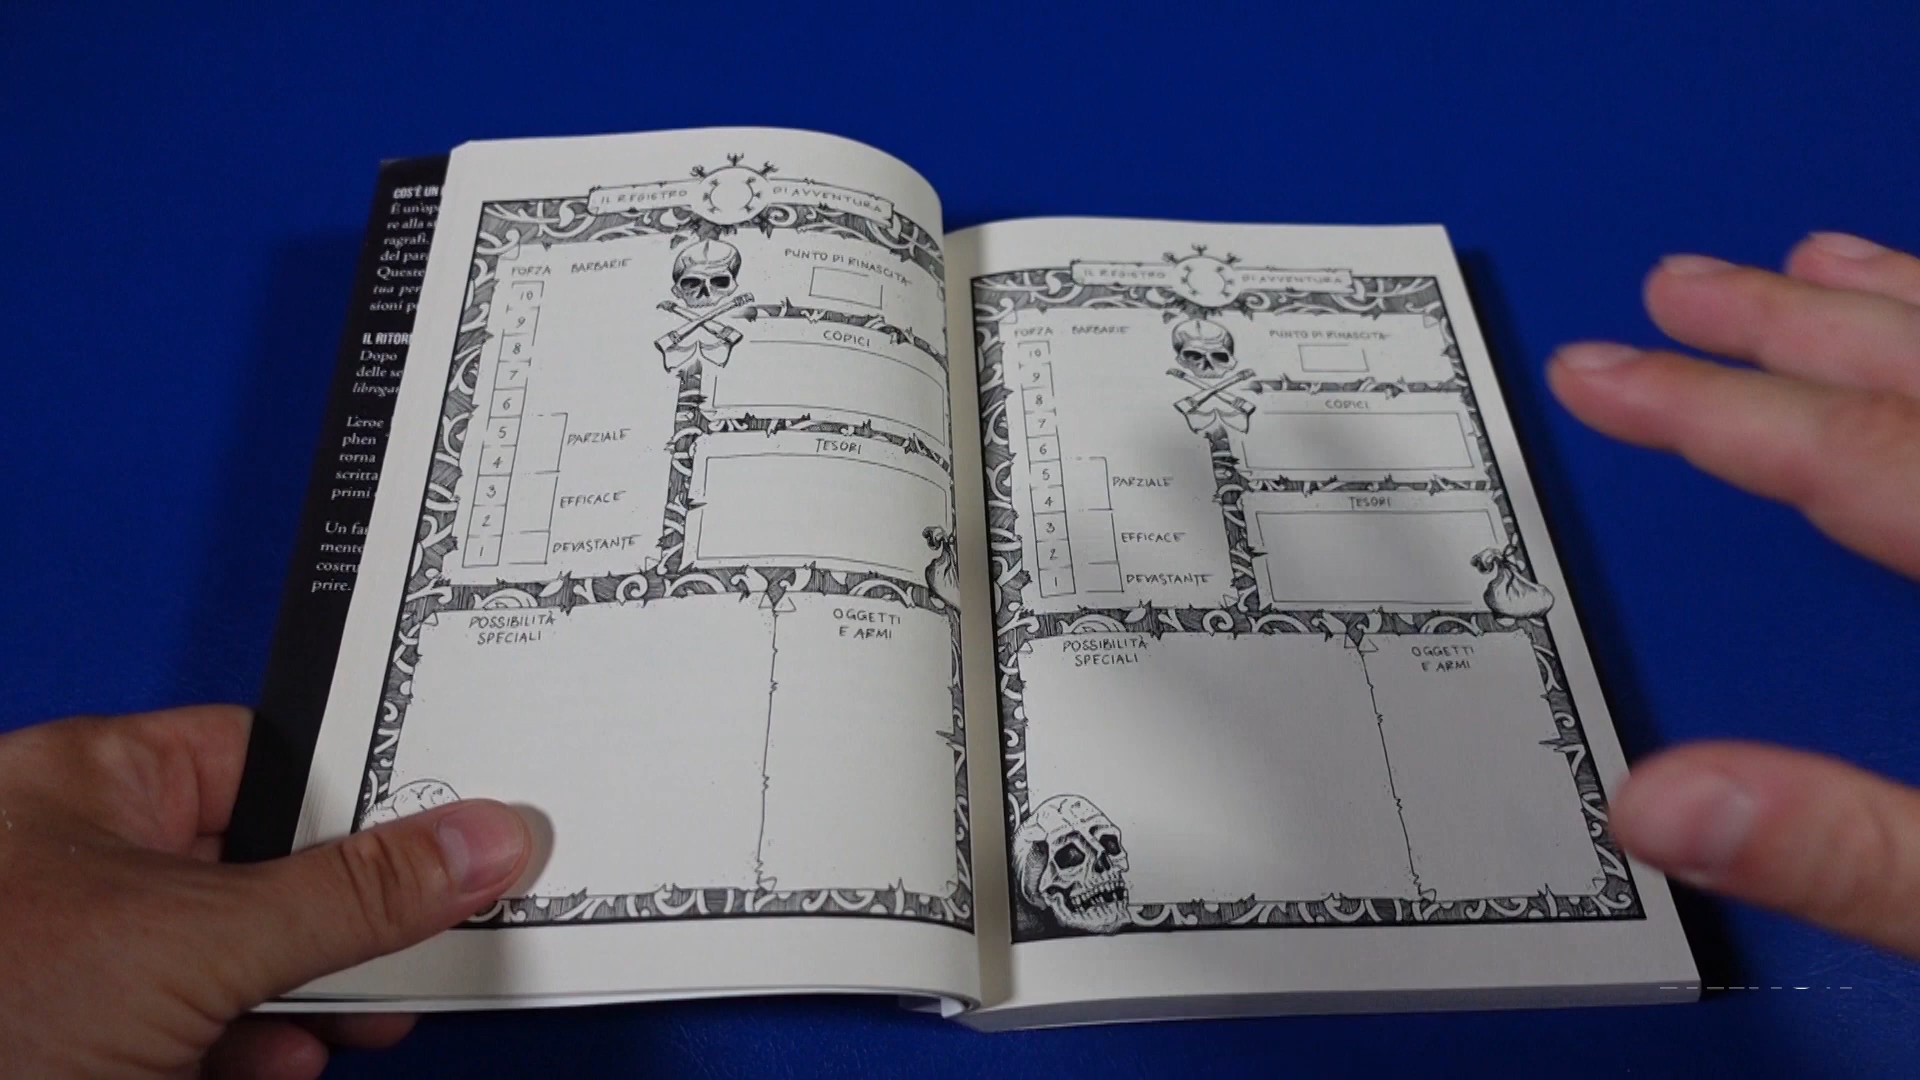 COS'È UN
È un'op
re alla s
ragrafi.
del par
Queste
tua per
sioni p
IL RITOR
Dopo
delle se
libroga
L'eroe
phen
torna
scritta
primi
Un fa
mento
costru
prire.
IL REGISTRO DI AVVENTURA
FORZA BARBARIE
10
9
8
7
6
5
4
3
2
1
PARZIALE
EFFICACE
DEVASTANTE
PUNTO DI RINASCITA
CODICI
TESORI
POSSIBILITÀ
SPECIALI
OGGETTI
E ARMI
IL REGISTRO DI AVVENTURA
FORZA BARBARIE
10
9
8
7
6
5
4
3
2
1
PARZIALE
EFFICACE
DEVASTANTE
PUNTO DI RINASCITA
CODICI
TESORI
POSSIBILITÀ
SPECIALI
OGGETTI
E ARMI